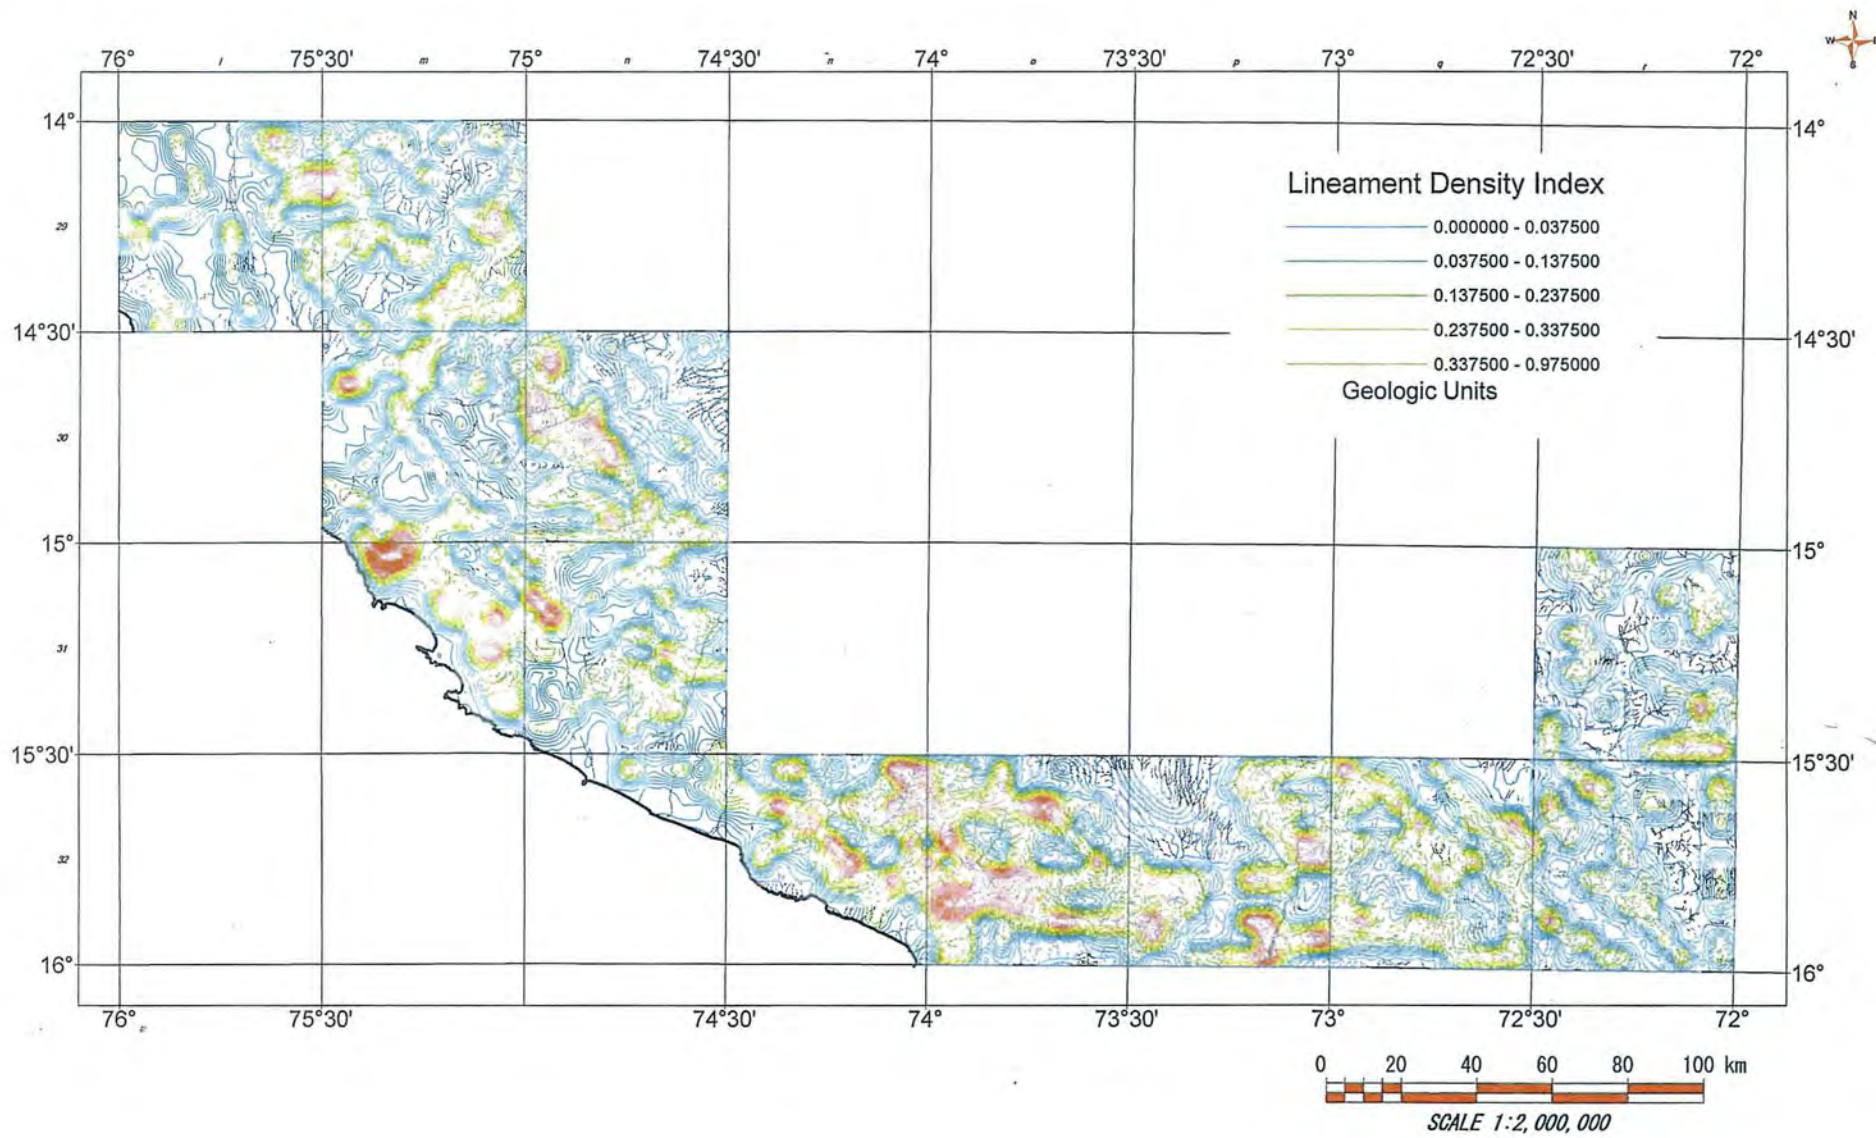 N
W E
S
76° l 75°30' m 75° n 74°30' ñ 74° o 73°30' p 73° q 72°30' r 72°
14° 14°
Lineament Density Index
29
0.000000 - 0.037500
0.037500 - 0.137500
0.137500 - 0.237500
0.237500 - 0.337500
14°30' 14°30'
0.337500 - 0.975000
Geologic Units
30
15° 15°
31
15°30' 15°30'
32
16° 16°
76° 75°30' 74°30' 74° 73°30' 73° 72°30' 72°
0 20 40 60 80 100 km
SCALE 1:2,000,000